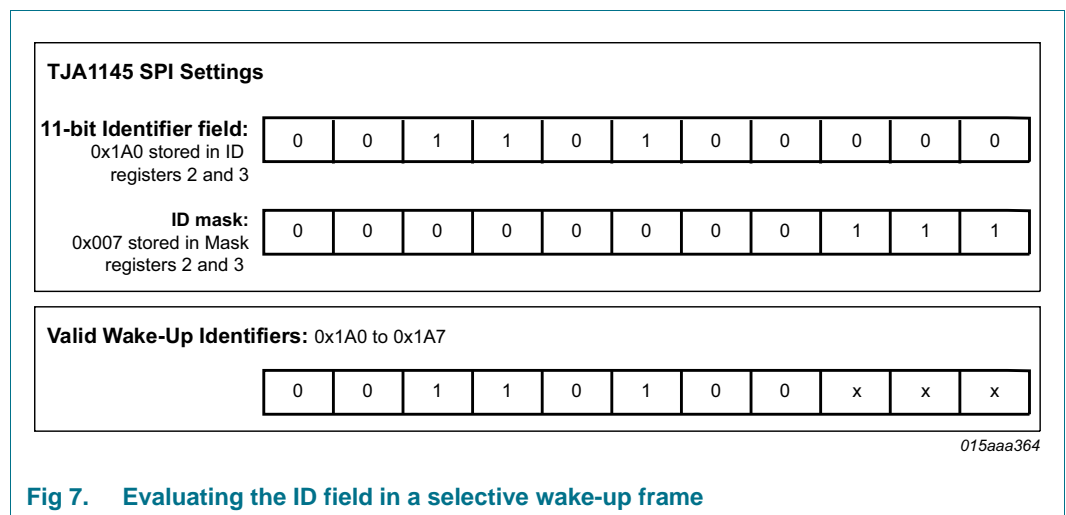 TJA1145 SPI Settings
11-bit Identifier field:
0x1A0 stored in ID
registers 2 and 3
0 0 1 1 0 1 0 0 0 0 0
ID mask:
0x007 stored in Mask
registers 2 and 3
0 0 0 0 0 0 0 0 1 1 1
Valid Wake-Up Identifiers: 0x1A0 to 0x1A7
0 0 1 1 0 1 0 0 x x x
015aaa364
Fig 7. Evaluating the ID field in a selective wake-up frame